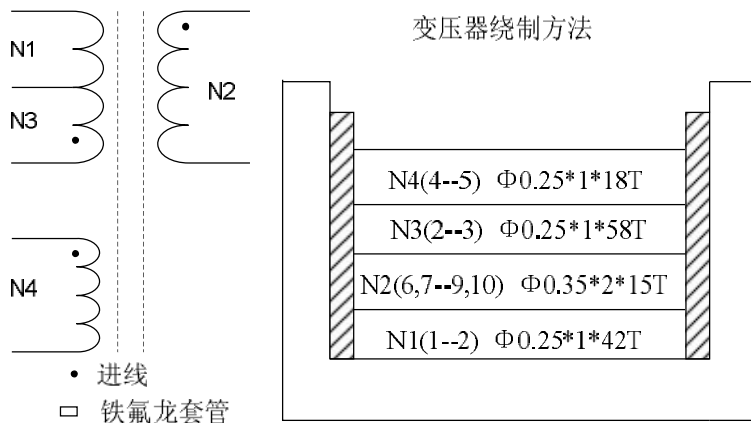 变压器绕制方法
N1
N3
N2
N4
N4(4--5) Φ0.25*1*18T
N3(2--3) Φ0.25*1*58T
N2(6,7--9,10) Φ0.35*2*15T
N1(1--2) Φ0.25*1*42T
进线
铁氟龙套管